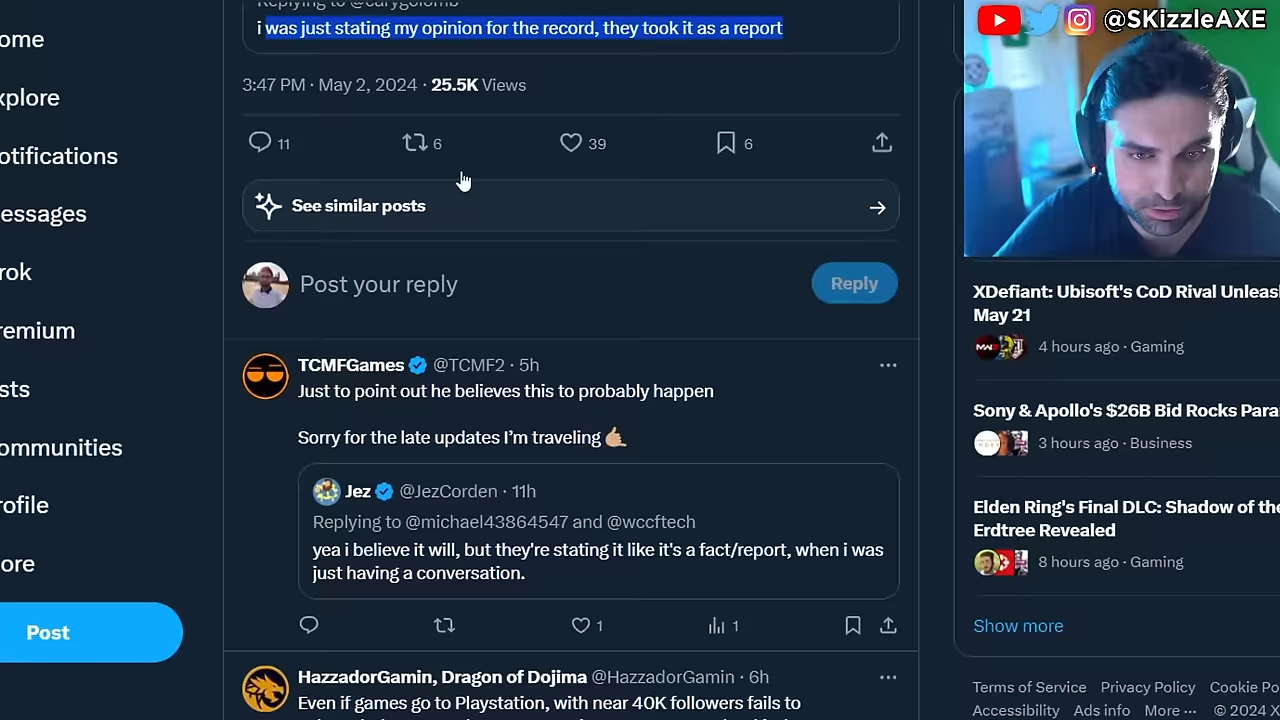 Replying to @carygolomb
i was just stating my opinion for the record, they took it as a report
3:47 PM · May 2, 2024 · 25.5K Views
11
6
39
6
See similar posts
Post your reply
Reply
TCMFGames @TCMF2 · 5h
Just to point out he believes this to probably happen
Sorry for the late updates I’m traveling🤙🏼
Jez @JezCorden · 11h
Replying to @michael43864547 and @wccftech
yea i believe it will, but they're stating it like it's a fact/report, when i was
just having a conversation.
1
1
HazzadorGamin, Dragon of Dojima @HazzadorGamin · 6h
Even if games go to Playstation, with near 40K followers fails to
ome
xplore
otifications
essages
rok
remium
sts
ommunities
rofile
ore
Post
@SKizzleAXE
XDefiant: Ubisoft's CoD Rival Unleas
May 21
4 hours ago · Gaming
Sony & Apollo's $26B Bid Rocks Para
3 hours ago · Business
Elden Ring's Final DLC: Shadow of the
Erdtree Revealed
8 hours ago · Gaming
Show more
Terms of Service Privacy Policy Cookie Po
Accessibility Ads info More ··· © 2024 X